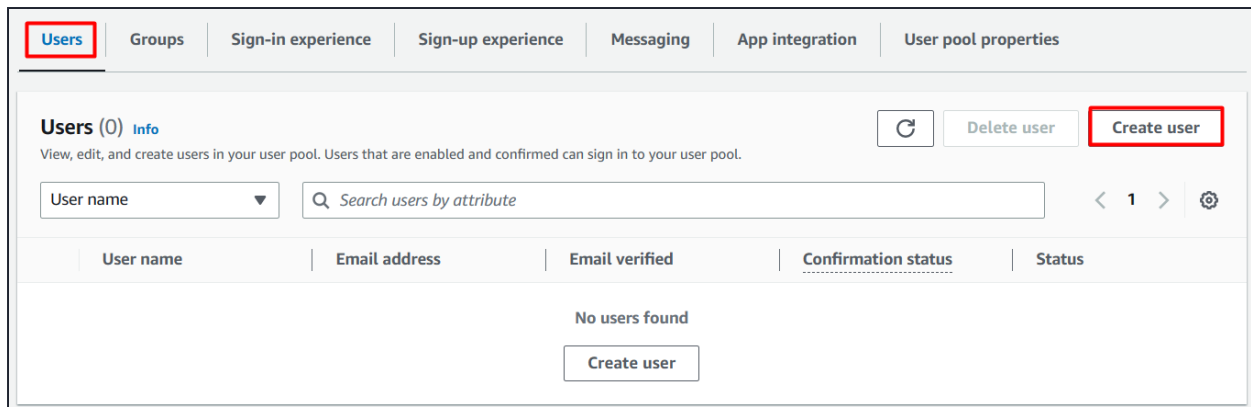 Users Groups Sign-in experience Sign-up experience Messaging App integration User pool properties
Users (0) Info
Delete user Create user
View, edit, and create users in your user pool. Users that are enabled and confirmed can sign in to your user pool.
User name Search users by attribute 1
User name Email address Email verified Confirmation status Status
No users found
Create user